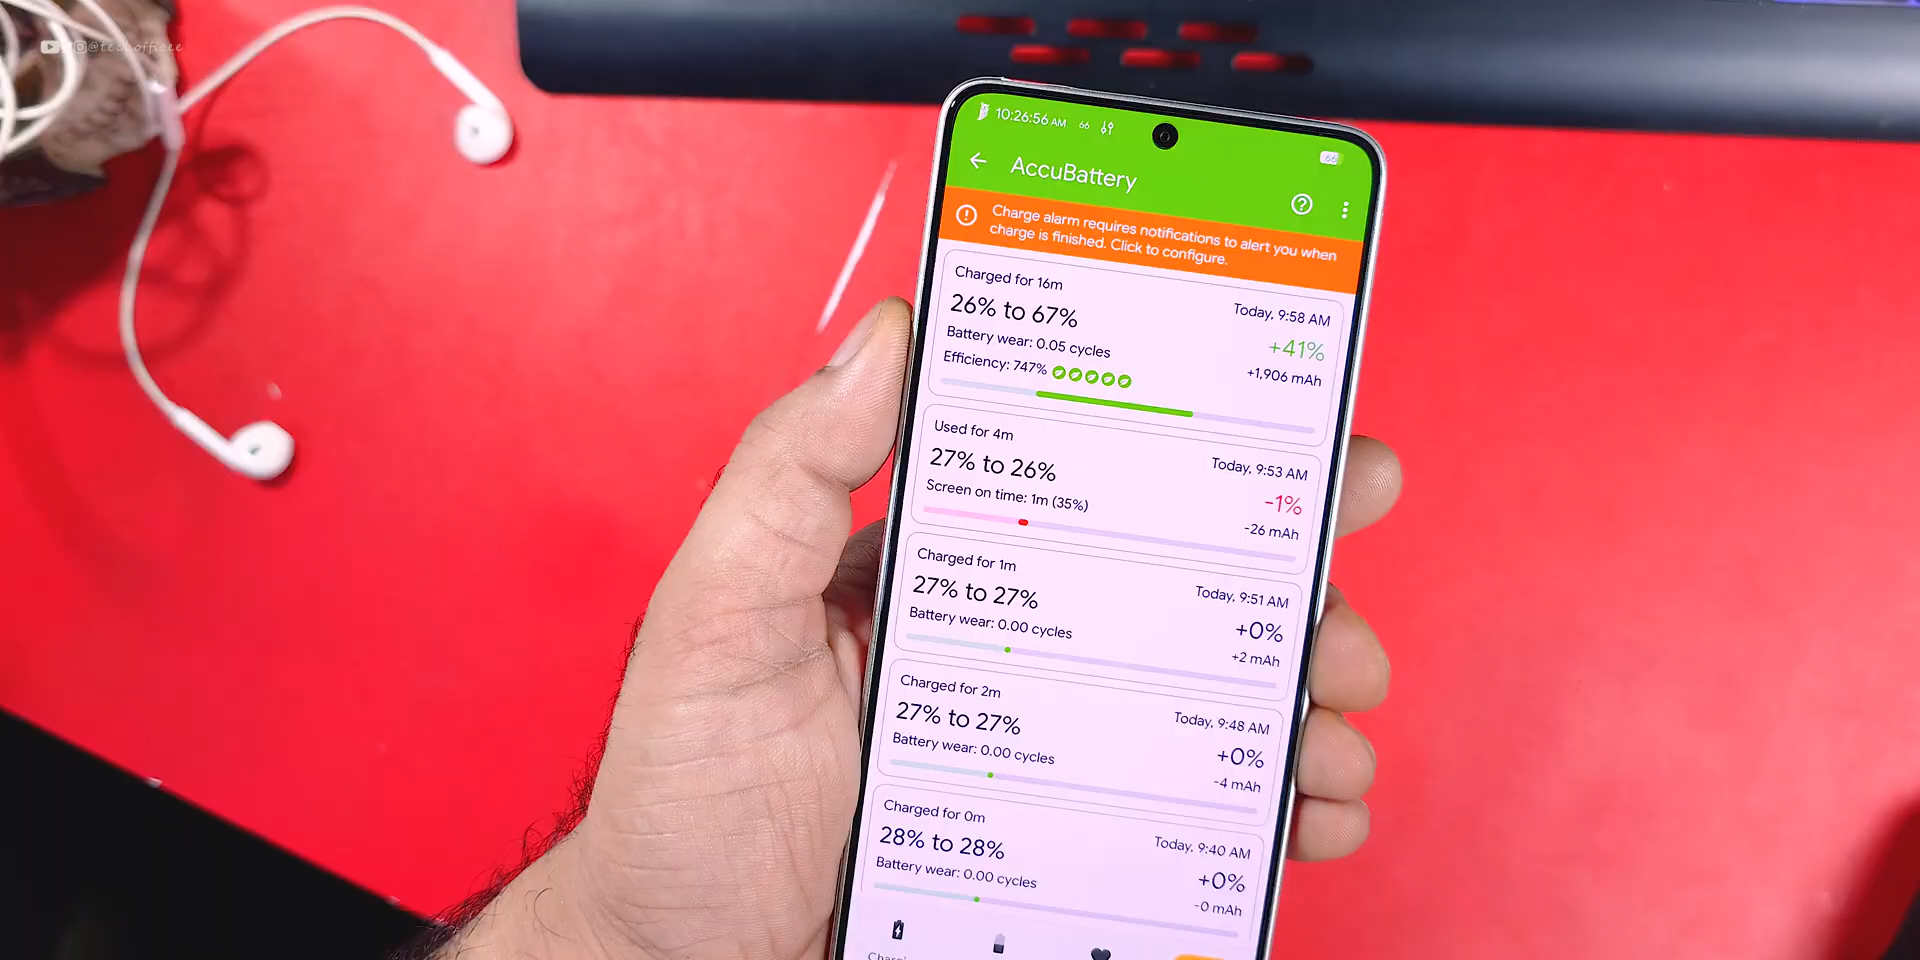 @techofficee
10:26:56 AM 66
66
AccuBattery
Charge alarm requires notifications to alert you when
charge is finished. Click to configure.
Charged for 16m
Today, 9:58 AM
26% to 67%
+41%
Battery wear: 0.05 cycles
+1,906 mAh
Efficiency: 747%
Used for 4m
Today, 9:53 AM
27% to 26%
-1%
Screen on time: 1m (35%)
-26 mAh
Charged for 1m
Today, 9:51 AM
27% to 27%
+0%
Battery wear: 0.00 cycles
+2 mAh
Charged for 2m
Today, 9:48 AM
27% to 27%
+0%
Battery wear: 0.00 cycles
-4 mAh
Charged for 0m
Today, 9:40 AM
28% to 28%
+0%
Battery wear: 0.00 cycles
-0 mAh